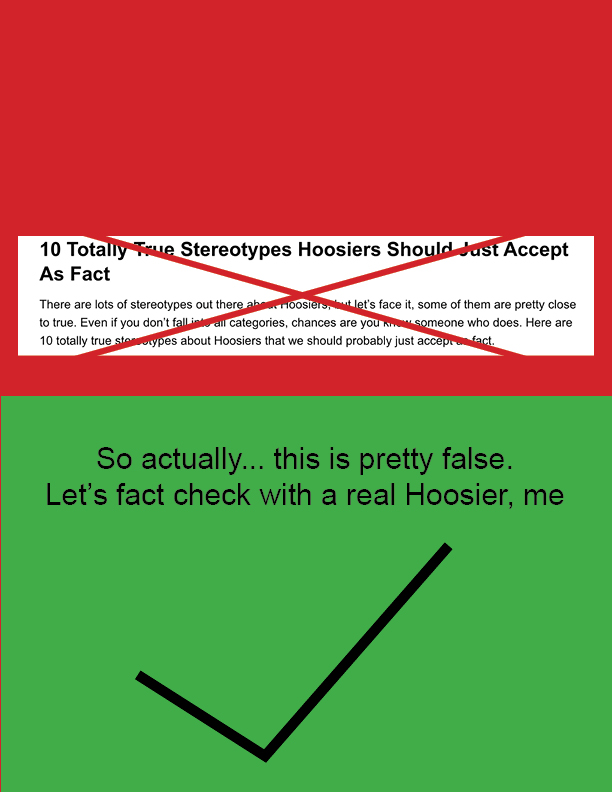 10 Totally True Stereotypes Hoosiers Should Just Accept
As Fact
There are lots of stereotypes out there about Hoosiers, but let's face it, some of them are pretty close
to true. Even if you don't fall into all categories, chances are you know someone who does. Here are
10 totally true stereotypes about Hoosiers that we should probably just accept as fact.
So actually... this is pretty false.
Let's fact check with a real Hoosier, me